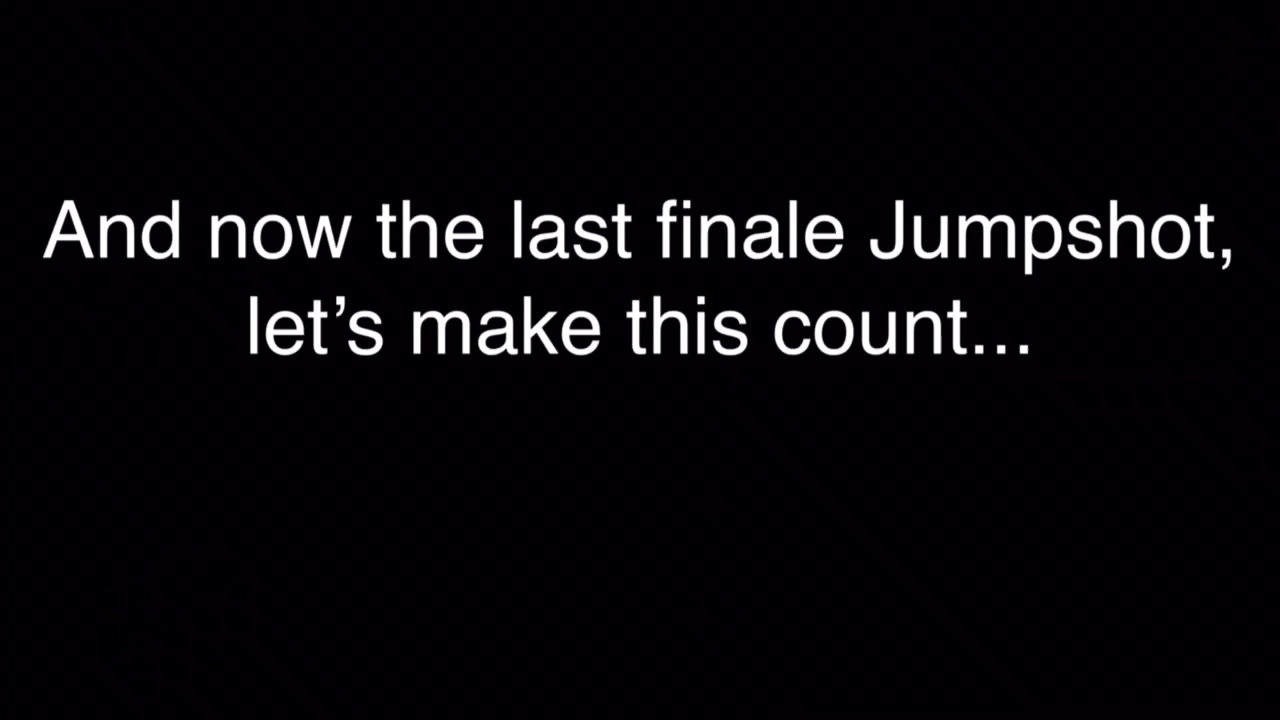 And now the last finale Jumpshot,
let’s make this count...